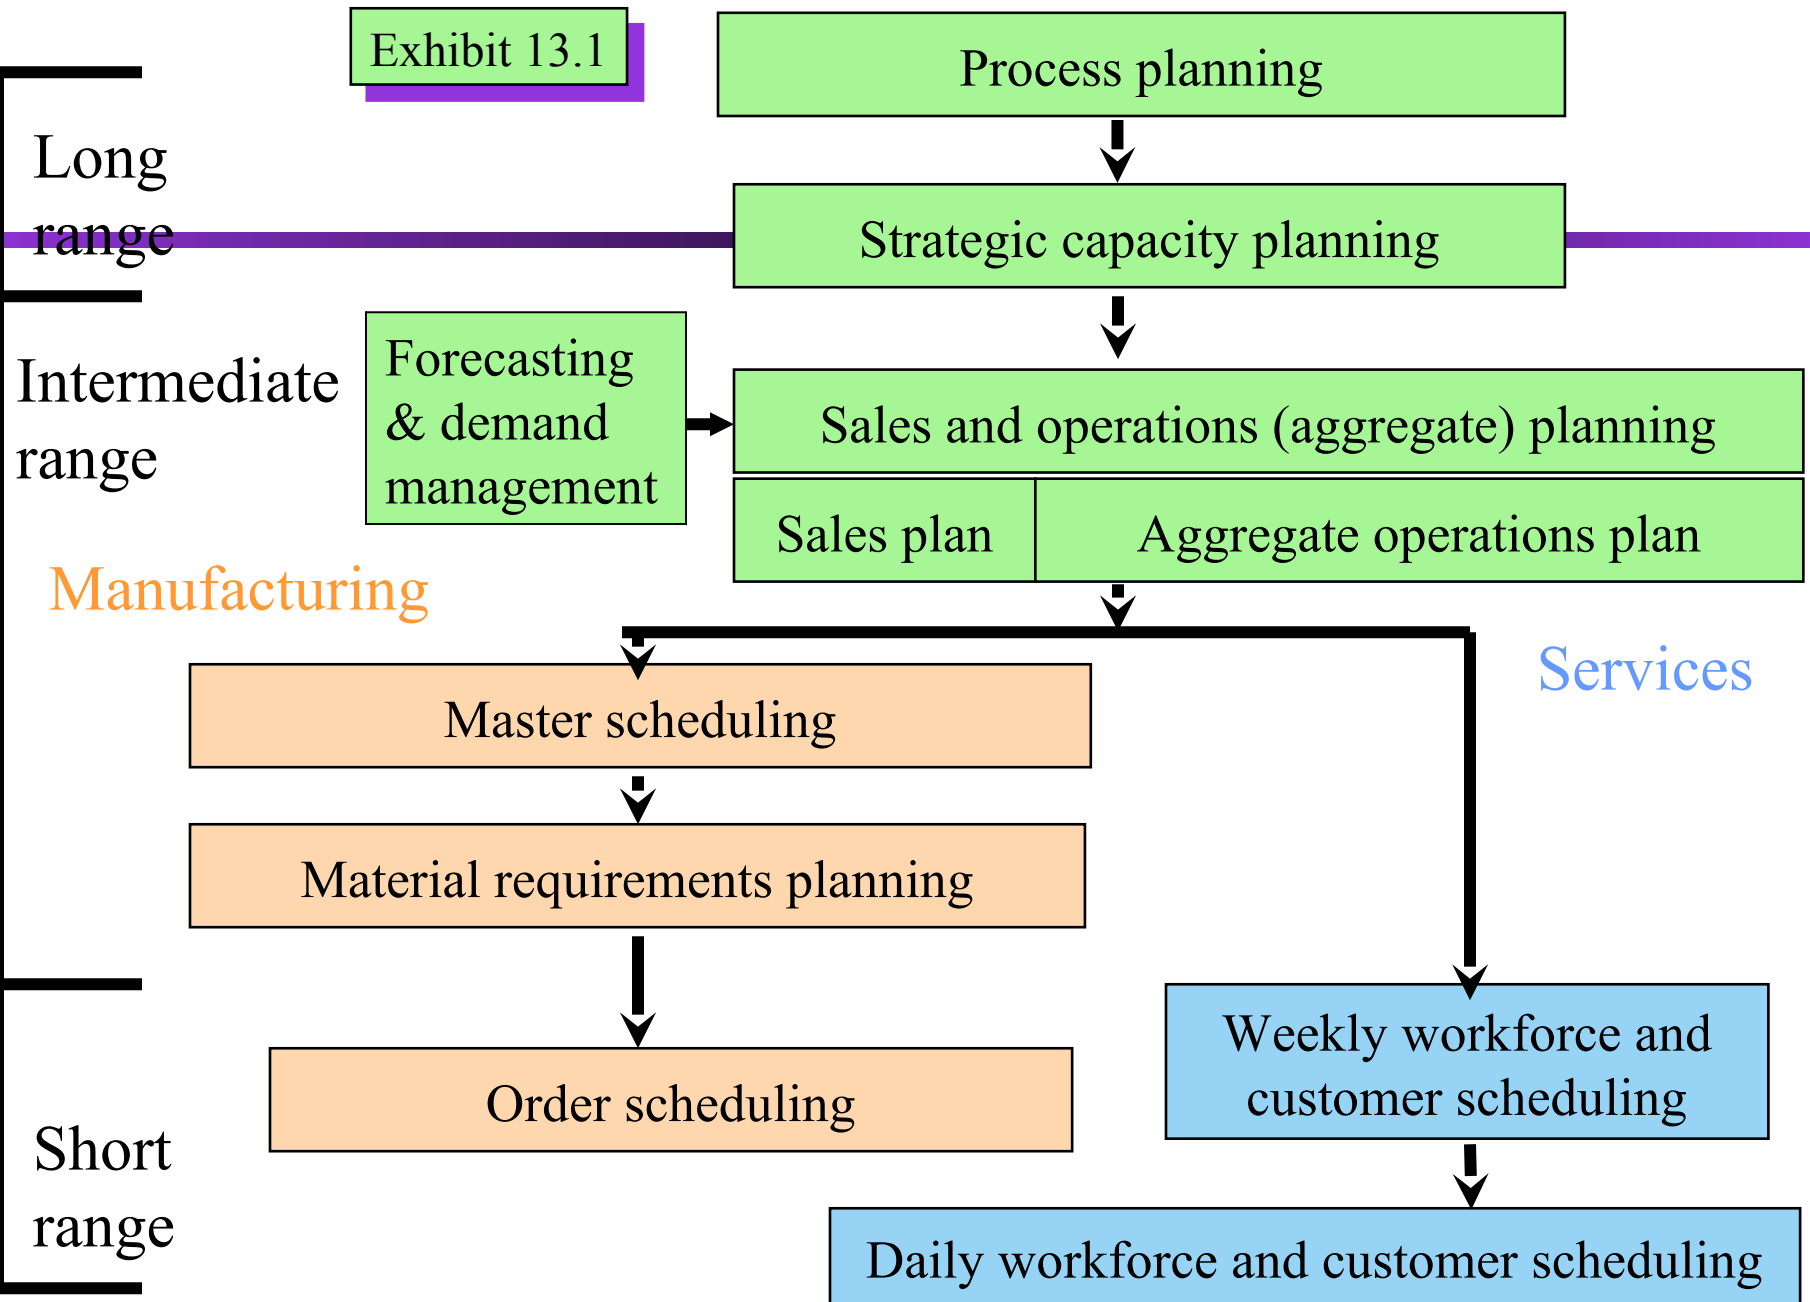 Exhibit 13.1
Process planning
Long
range
Strategic capacity planning
Intermediate
range
Forecasting
& demand
management
Sales and operations (aggregate) planning
Sales plan
Aggregate operations plan
Manufacturing
Services
Master scheduling
Material requirements planning
Order scheduling
Weekly workforce and
customer scheduling
Short
range
Daily workforce and customer scheduling